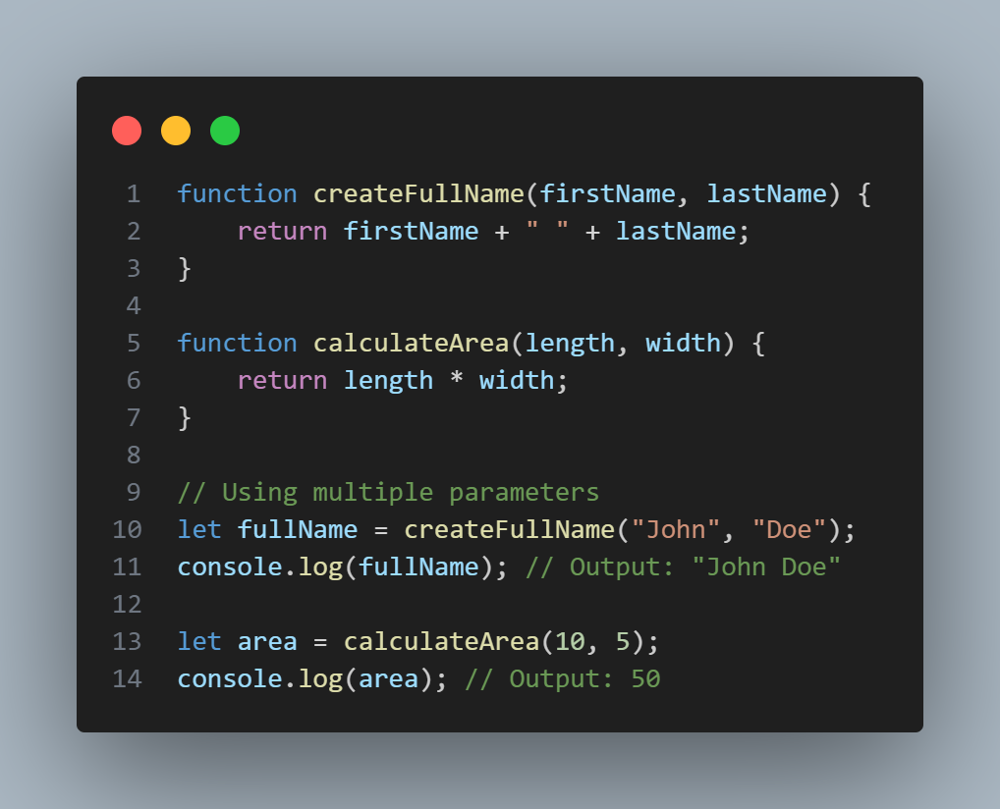 1 function createFullName(firstName, lastName) {
2     return firstName + " " + lastName;
3 }
4
5 function calculateArea(length, width) {
6     return length * width;
7 }
8
9 // Using multiple parameters
10 let fullName = createFullName("John", "Doe");
11 console.log(fullName); // Output: "John Doe"
12
13 let area = calculateArea(10, 5);
14 console.log(area); // Output: 50